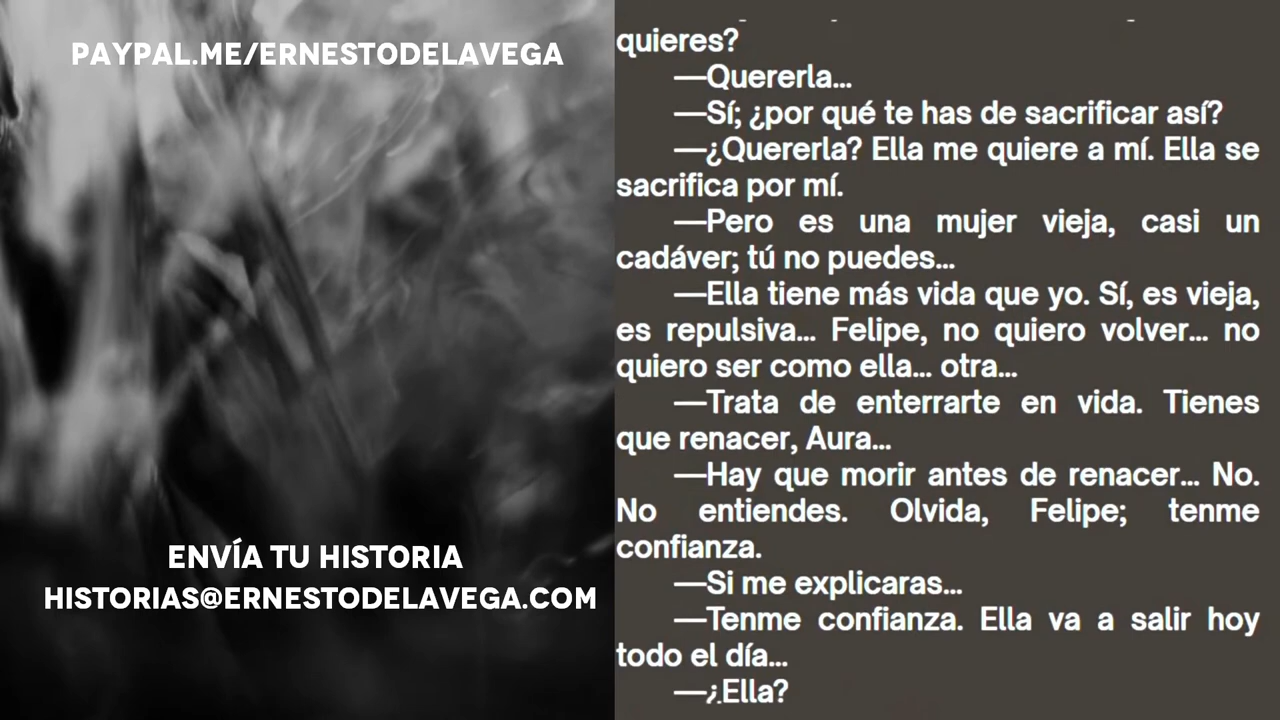 PAYPAL.ME/ERNESTODELAVEGA
ENVÍA TU HISTORIA
HISTORIAS@ERNESTODELAVEGA.COM
quieres?
—Quererla...
—Sí; ¿por qué te has de sacrificar así?
—¿Quererla? Ella me quiere a mí. Ella se
sacrifica por mí.
—Pero es una mujer vieja, casi un
cadáver; tú no puedes...
—Ella tiene más vida que yo. Sí, es vieja,
es repulsiva... Felipe, no quiero volver... no
quiero ser como ella... otra...
—Trata de enterrarte en vida. Tienes
que renacer, Aura...
—Hay que morir antes de renacer... No.
No entiendes. Olvida, Felipe; tenme
confianza.
—Si me explicaras...
—Tenme confianza. Ella va a salir hoy
todo el día...
—¿Ella?